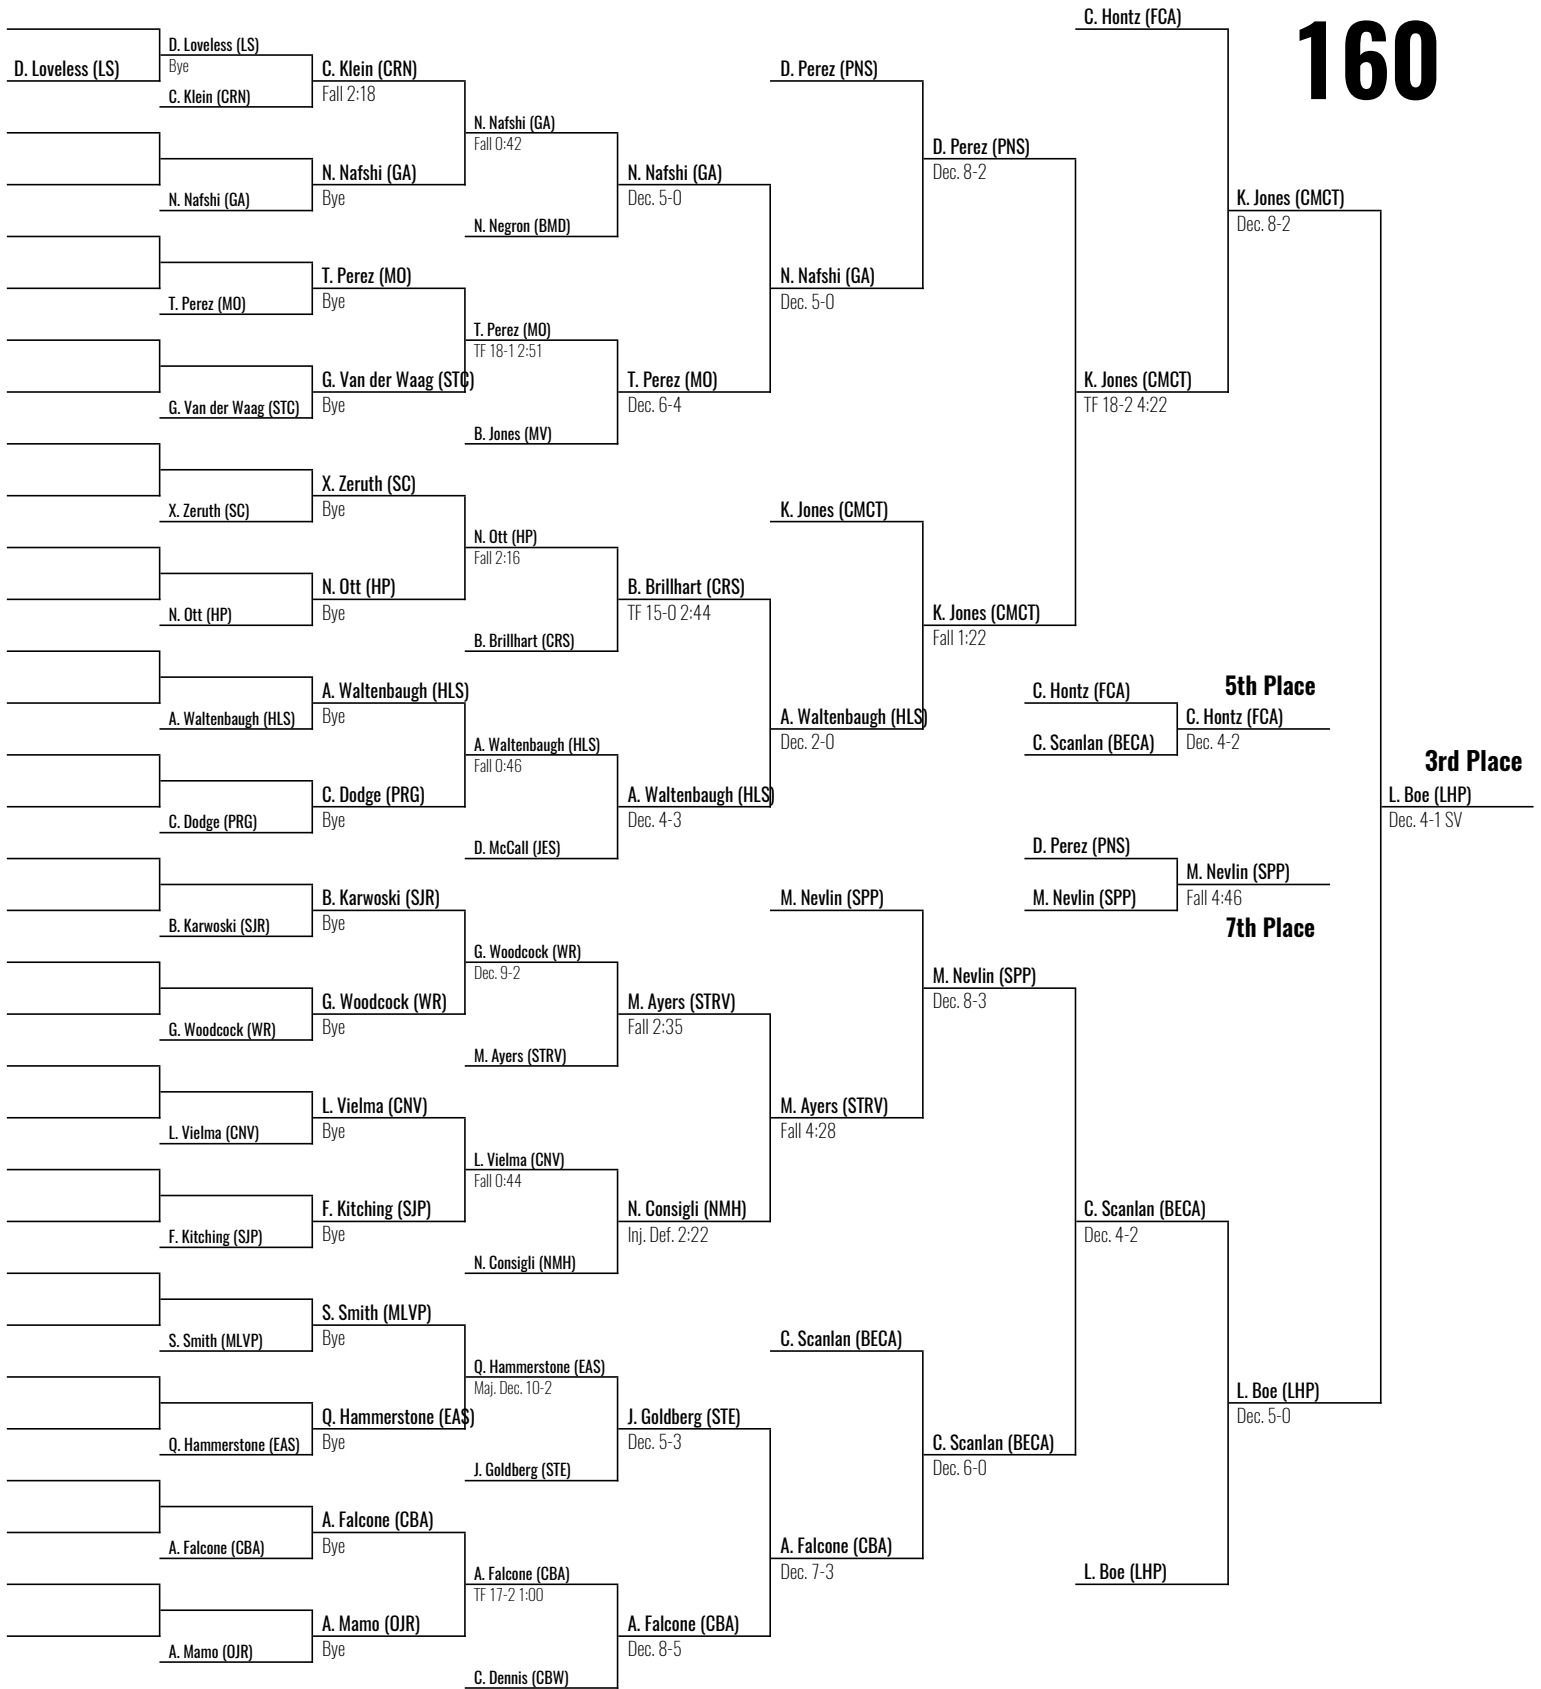 160
D. Loveless (LS)
D. Loveless (LS)
Bye
C. Klein (CRN)
N. Nafshi (GA)
T. Perez (MO)
G. Van der Waag (STC)
X. Zeruth (SC)
N. Ott (HP)
A. Waltenbaugh (HLS)
C. Dodge (PRG)
B. Karwoski (SJR)
G. Woodcock (WR)
L. Vielma (CNV)
F. Kitching (SJP)
S. Smith (MLVP)
Q. Hammerstone (EAS)
A. Falcone (CBA)
A. Mamo (OJR)
C. Klein (CRN)
Fall 2:18
N. Nafshi (GA)
Bye
T. Perez (MO)
Bye
G. Van der Waag (STC)
Bye
X. Zeruth (SC)
Bye
N. Ott (HP)
Bye
A. Waltenbaugh (HLS)
Bye
C. Dodge (PRG)
Bye
B. Karwoski (SJR)
Bye
G. Woodcock (WR)
Bye
L. Vielma (CNV)
Bye
F. Kitching (SJP)
Bye
S. Smith (MLVP)
Bye
Q. Hammerstone (EAS)
Bye
A. Falcone (CBA)
Bye
A. Mamo (OJR)
Bye
N. Nafshi (GA)
Fall 0:42
N. Negron (BMD)
T. Perez (MO)
TF 18-1 2:51
B. Jones (MV)
N. Ott (HP)
Fall 2:16
B. Brillhart (CRS)
A. Waltenbaugh (HLS)
Fall 0:46
D. McCall (JES)
G. Woodcock (WR)
Dec. 9-2
M. Ayers (STRV)
L. Vielma (CNV)
Fall 0:44
N. Consigli (NMH)
Q. Hammerstone (EAS)
Maj. Dec. 10-2
J. Goldberg (STE)
A. Falcone (CBA)
TF 17-2 1:00
C. Dennis (CBW)
N. Nafshi (GA)
Dec. 5-0
T. Perez (MO)
Dec. 6-4
B. Brillhart (CRS)
TF 15-0 2:44
A. Waltenbaugh (HLS)
Dec. 4-3
M. Ayers (STRV)
Fall 2:35
N. Consigli (NMH)
Inj. Def. 2:22
J. Goldberg (STE)
Dec. 5-3
A. Falcone (CBA)
Dec. 8-5
D. Perez (PNS)
N. Nafshi (GA)
Dec. 5-0
K. Jones (CMCT)
A. Waltenbaugh (HLS)
Dec. 2-0
M. Nevlin (SPP)
M. Ayers (STRV)
Fall 4:28
C. Scanlan (BECA)
A. Falcone (CBA)
Dec. 7-3
D. Perez (PNS)
Dec. 8-2
K. Jones (CMCT)
Fall 1:22
M. Nevlin (SPP)
Dec. 8-3
C. Scanlan (BECA)
Dec. 6-0
C. Hontz (FCA)
K. Jones (CMCT)
TF 18-2 4:22
C. Scanlan (BECA)
Dec. 4-2
L. Boe (LHP)
K. Jones (CMCT)
Dec. 8-2
L. Boe (LHP)
Dec. 5-0
3rd Place
L. Boe (LHP)
Dec. 4-1 SV
5th Place
C. Hontz (FCA)
C. Scanlan (BECA)
C. Hontz (FCA)
Dec. 4-2
D. Perez (PNS)
M. Nevlin (SPP)
M. Nevlin (SPP)
Fall 4:46
7th Place